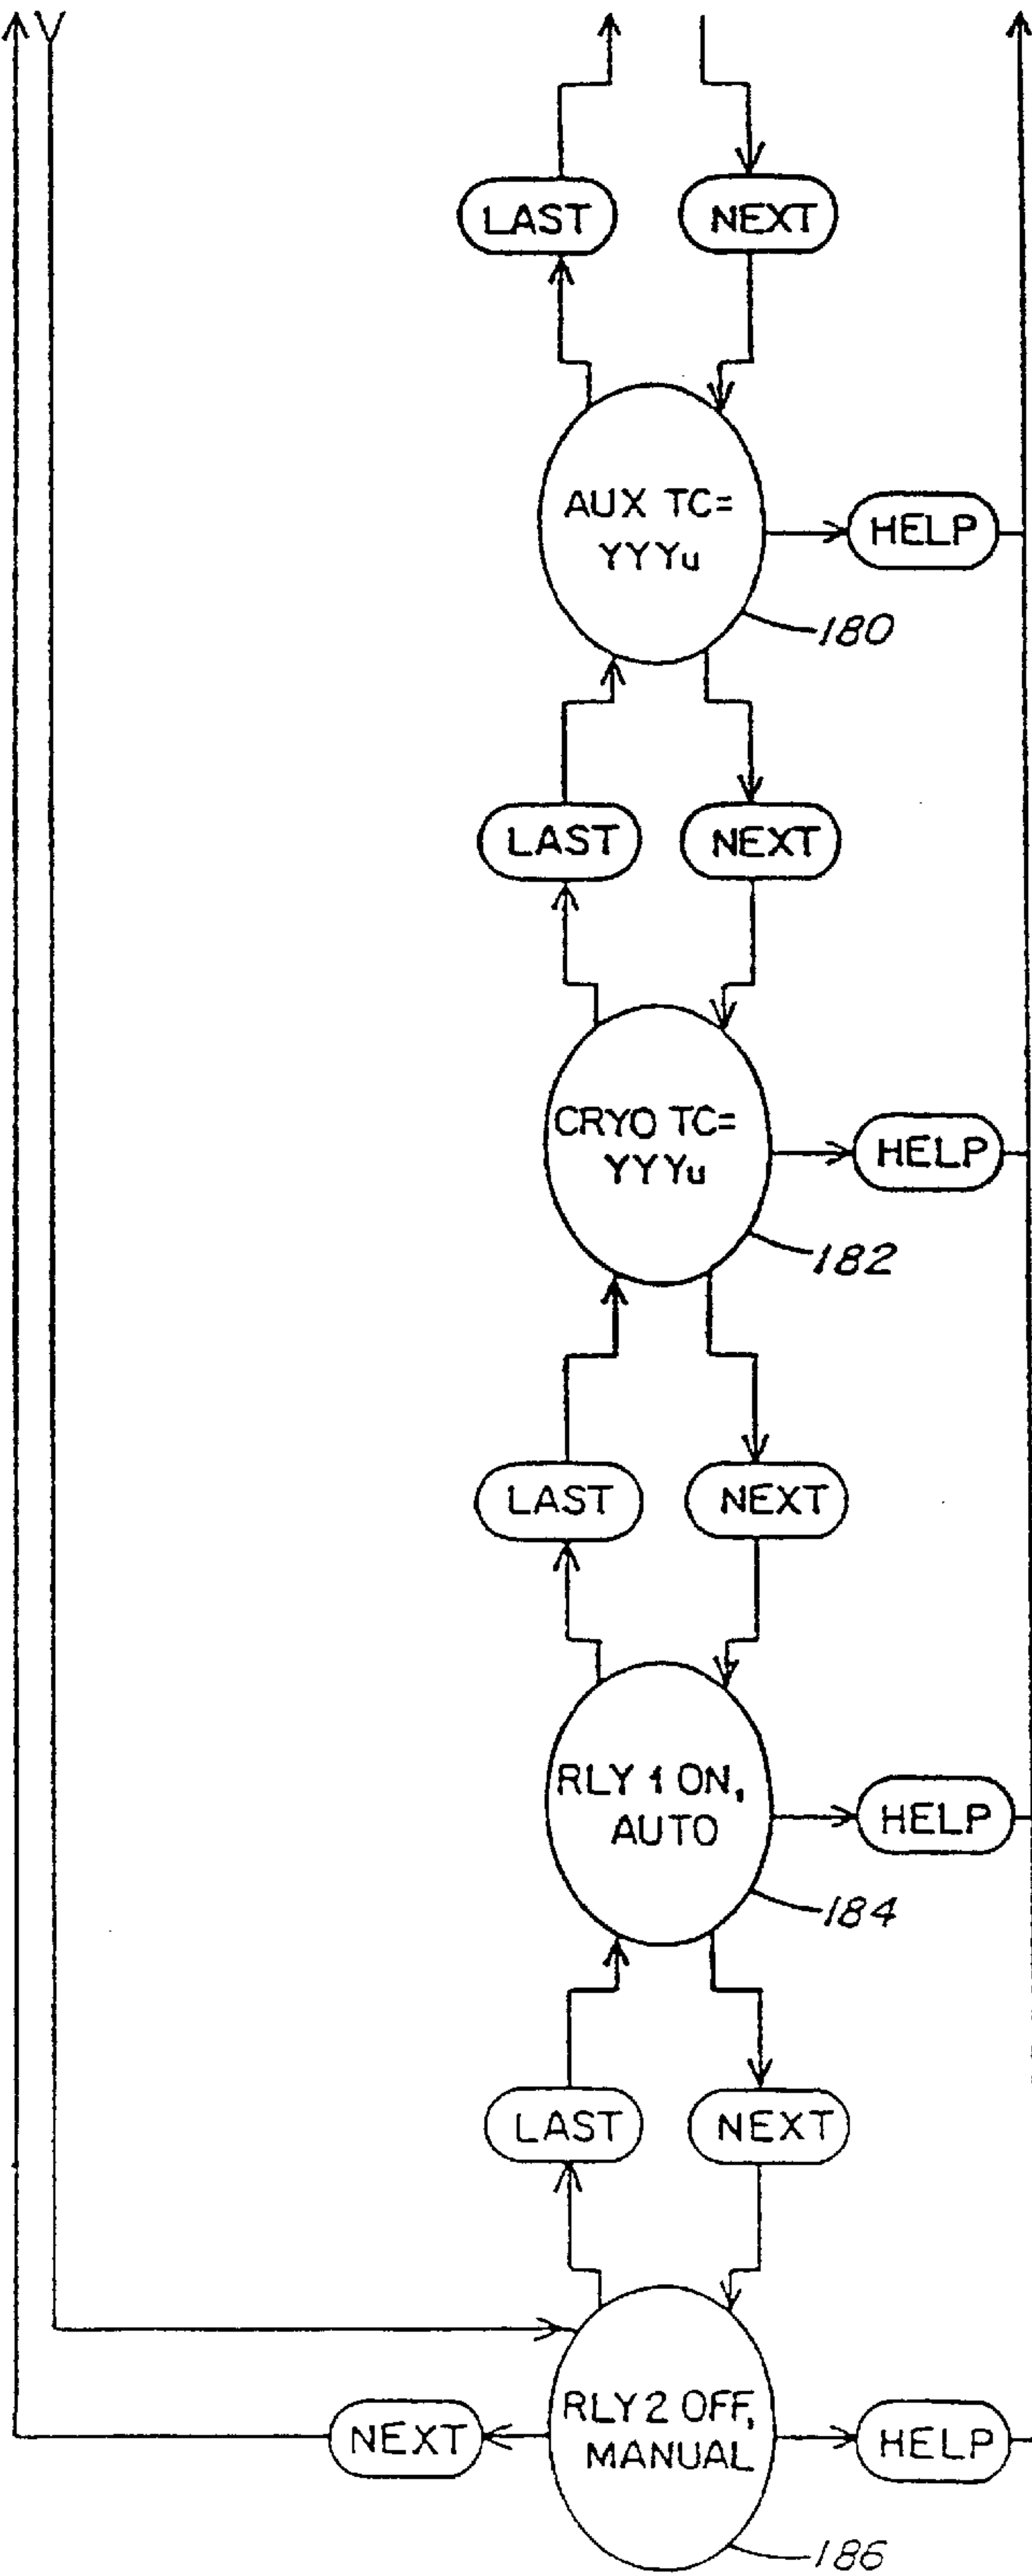 LAST NEXT
AUX TC=
YYYu
HELP
180
LAST NEXT
CRYO TC=
YYYu
HELP
182
LAST NEXT
RLY 1 ON,
AUTO
HELP
184
LAST NEXT
RLY 2 OFF,
MANUAL
NEXT
HELP
186